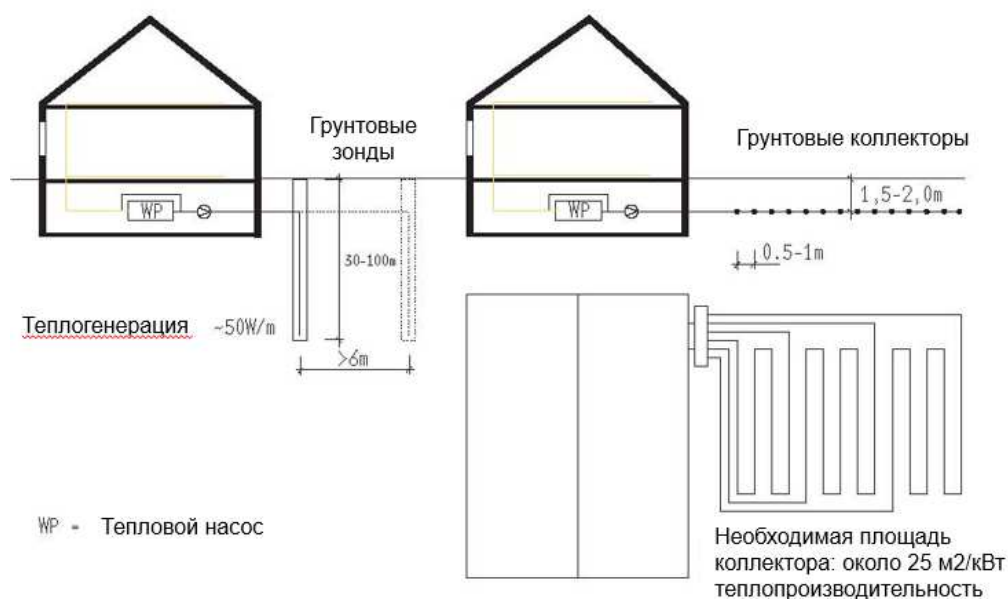 Грунтовые
зонды
Грунтовые коллекторы
WP
WP
1,5-2,0m
30-100m
0.5-1m
Теплогенерация ~50W/m
>6m
WP - Тепловой насос
Необходимая площадь
коллектора: около 25 м2/кВт
теплопроизводительность